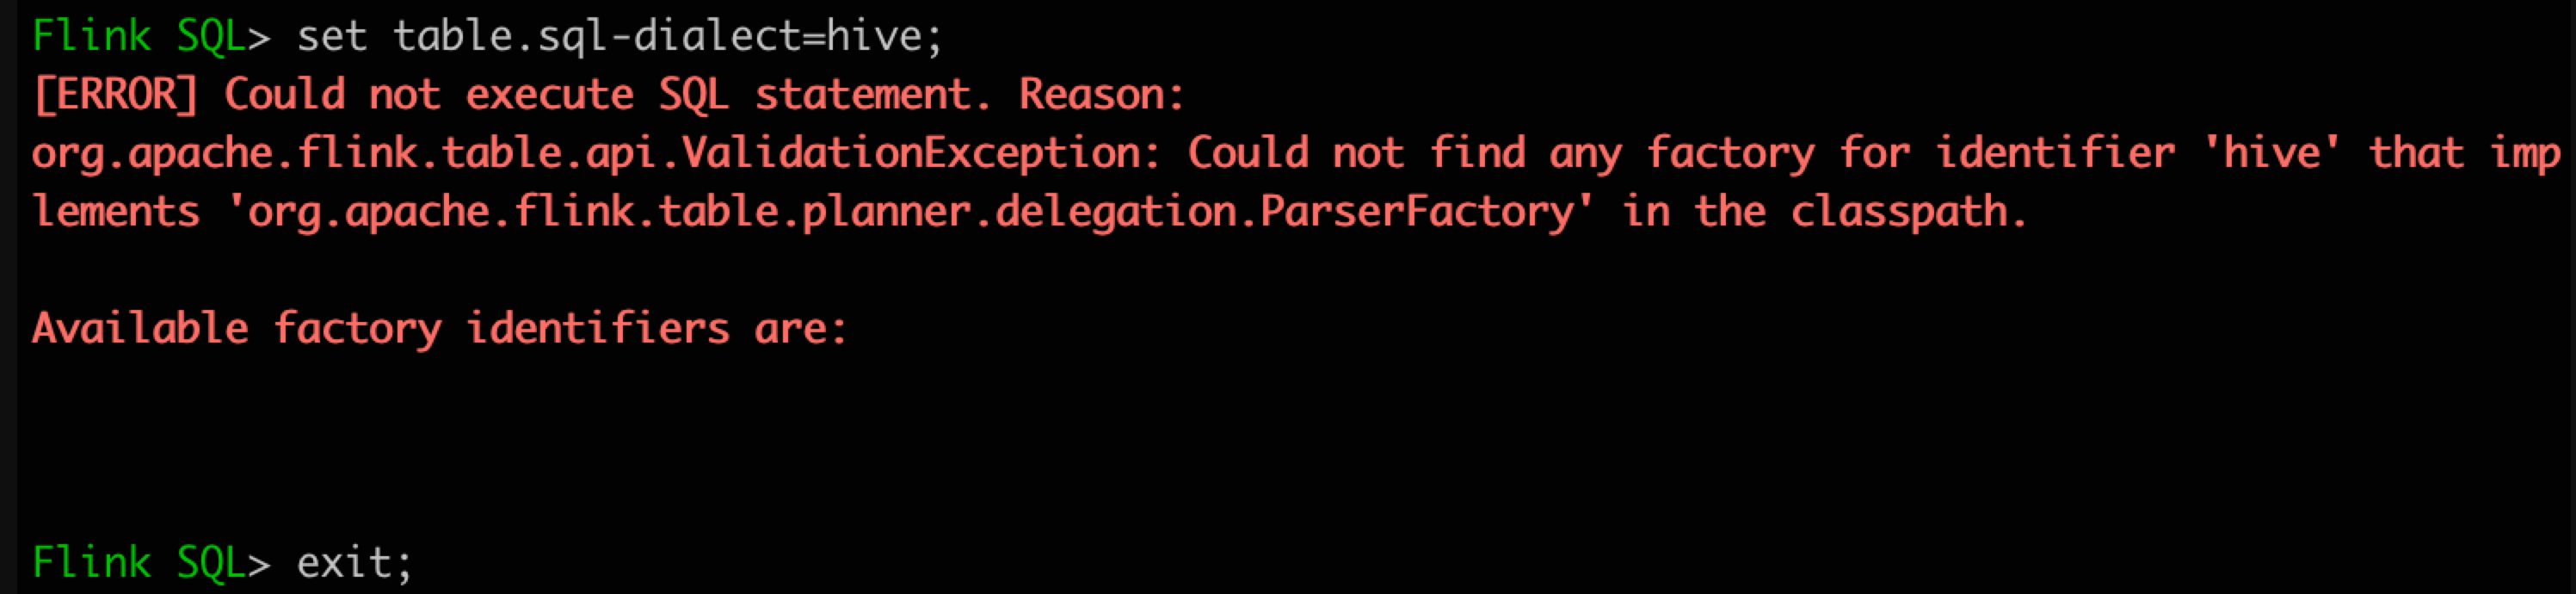 Flink SQL> set table.sql-dialect=hive;
[ERROR] Could not execute SQL statement. Reason:
org.apache.flink.table.api.ValidationException: Could not find any factory for identifier 'hive' that imp
lements 'org.apache.flink.table.planner.delegation.ParserFactory' in the classpath.
Available factory identifiers are:
Flink SQL> exit;